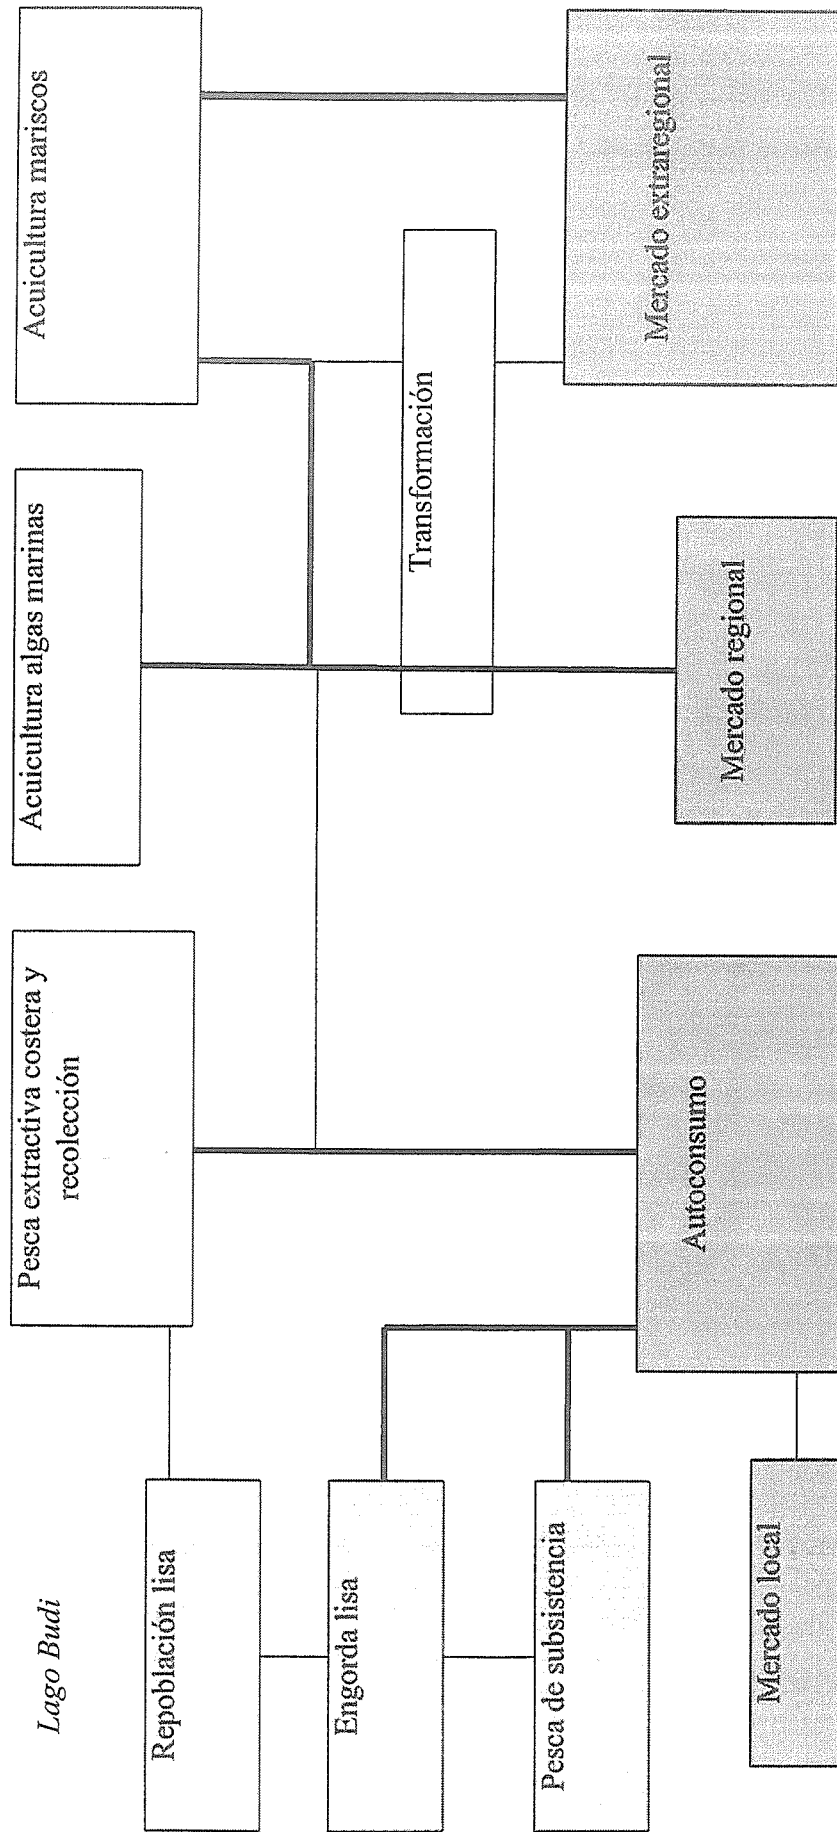 Lago Budi
Pesca extractiva costera y
recolección
Acuicultura algas marinas
Acuicultura mariscos
Repoblación lisa
Engorda lisa
Transformación
Pesca de subsistencia
Mercado local
Autoconsumo
Mercado regional
Mercado extraregional